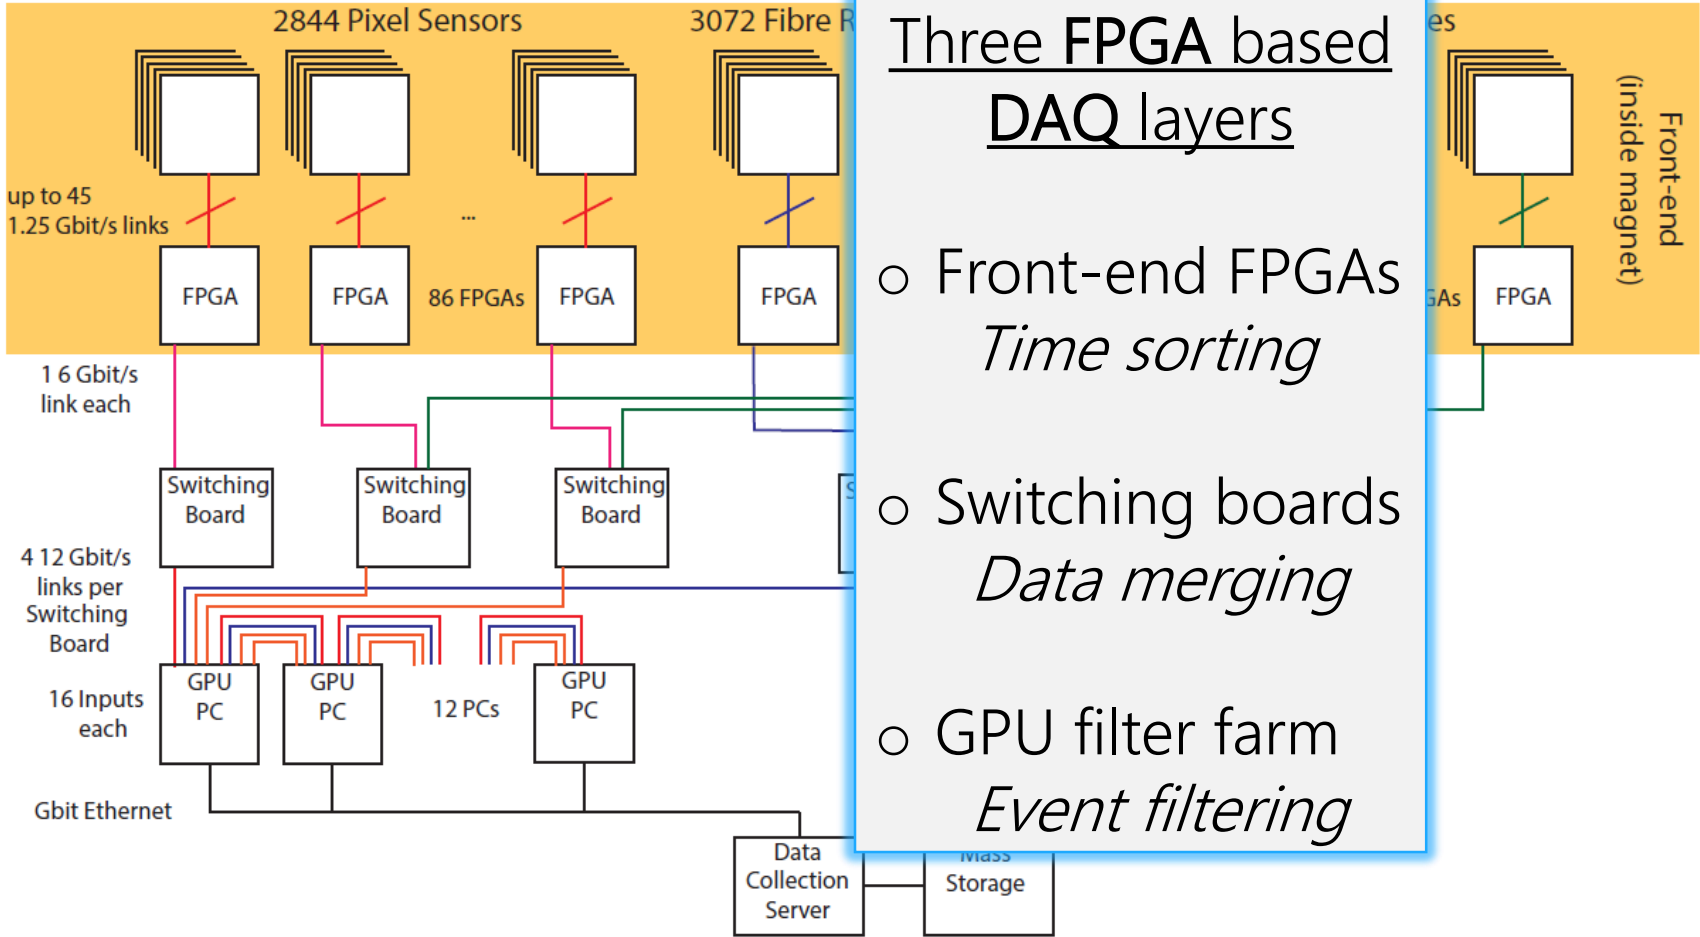 2844 Pixel Sensors
3072 Fibre
up to 45
1.25 Gbit/s links
...
FPGA
FPGA
86 FPGAs
FPGA
FPGA
FPGA
Front-end
(inside magnet)
1 6 Gbit/s
link each
Switching
Board
Switching
Board
Switching
Board
4 12 Gbit/s
links per
Switching
Board
16 Inputs
each
GPU
PC
GPU
PC
12 PCs
GPU
PC
Gbit Ethernet
Data
Collection
Server
Mass
Storage
Three FPGA based
DAQ layers
o Front-end FPGAs
Time sorting
o Switching boards
Data merging
o GPU filter farm
Event filtering